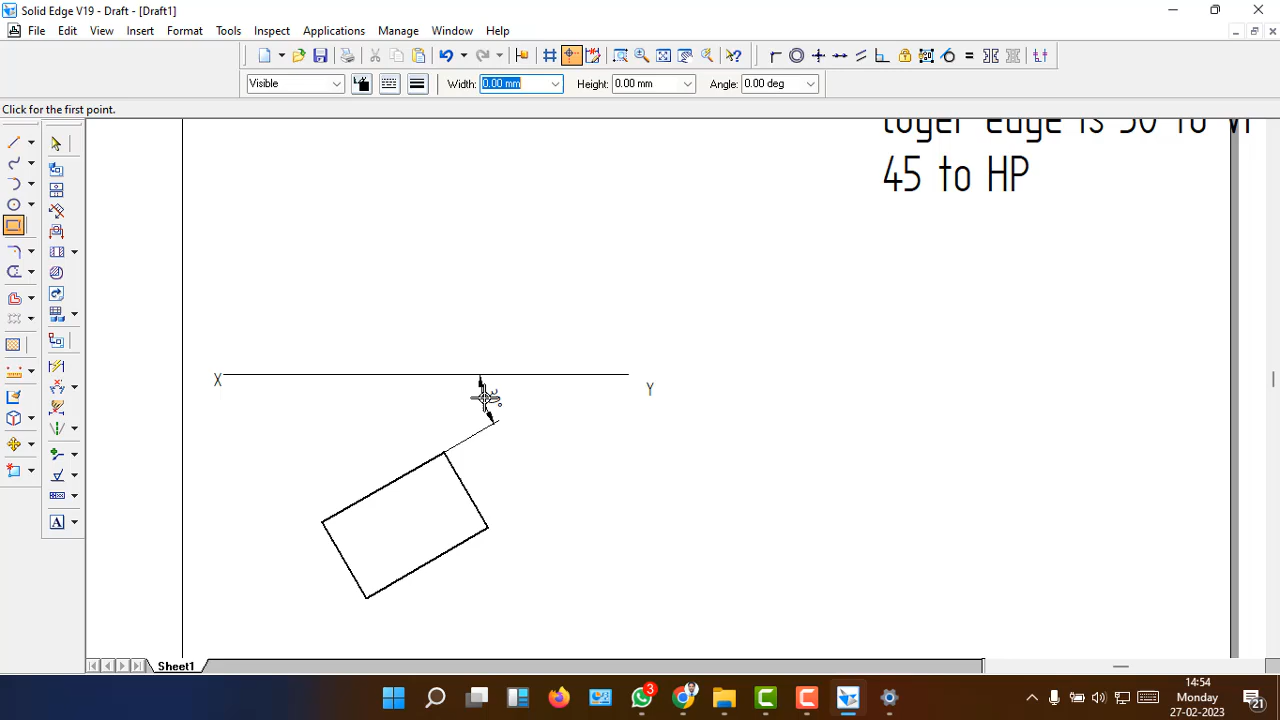 Solid Edge V19 - Draft - [Draft1]
File Edit View Insert Format Tools Inspect Applications Manage Window Help
Visible Width: 0.00 mm Height: 0.00 mm Angle: 0.00 deg
Click for the first point.
45 to HP
X
Y
Sheet1
3
14:54
Monday
27-02-2023
21